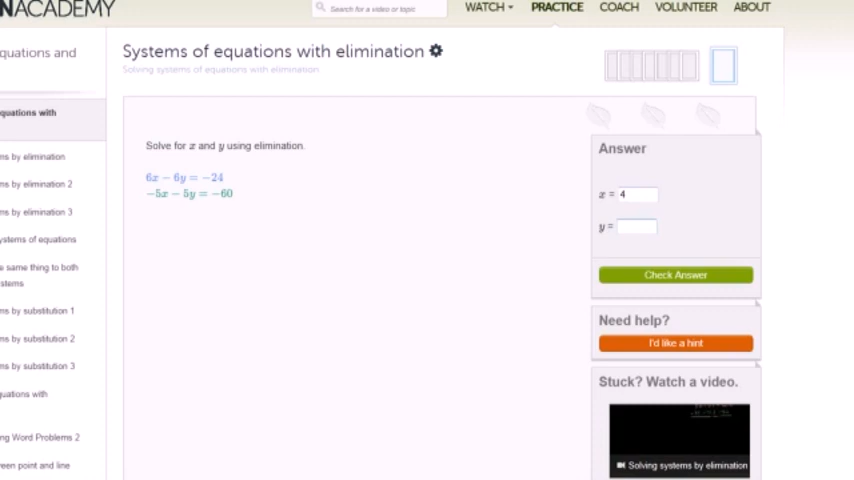 NACADEMY
Search for a video or topic
WATCH
PRACTICE
COACH
VOLUNTEER
ABOUT
quations and
Systems of equations with elimination
Solving systems of equations with elimination
quations with
ms by elimination
ms by elimination 2
ms by elimination 3
ystems of equations
e same thing to both
stems
ms by substitution 1
ms by substitution 2
ms by substitution 3
quations with
ng Word Problems 2
ween point and line
Solve for x and y using elimination.
6x − 6y = −24
−5x − 5y = −60
Answer
x = 4
y =
Check Answer
Need help?
I'd like a hint
Stuck? Watch a video.
Solving systems by elimination